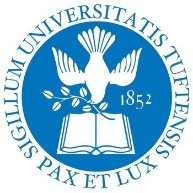 SIGILLUM UNIVERSITATIS TUFTENSIS
1852
PAX ET LUX